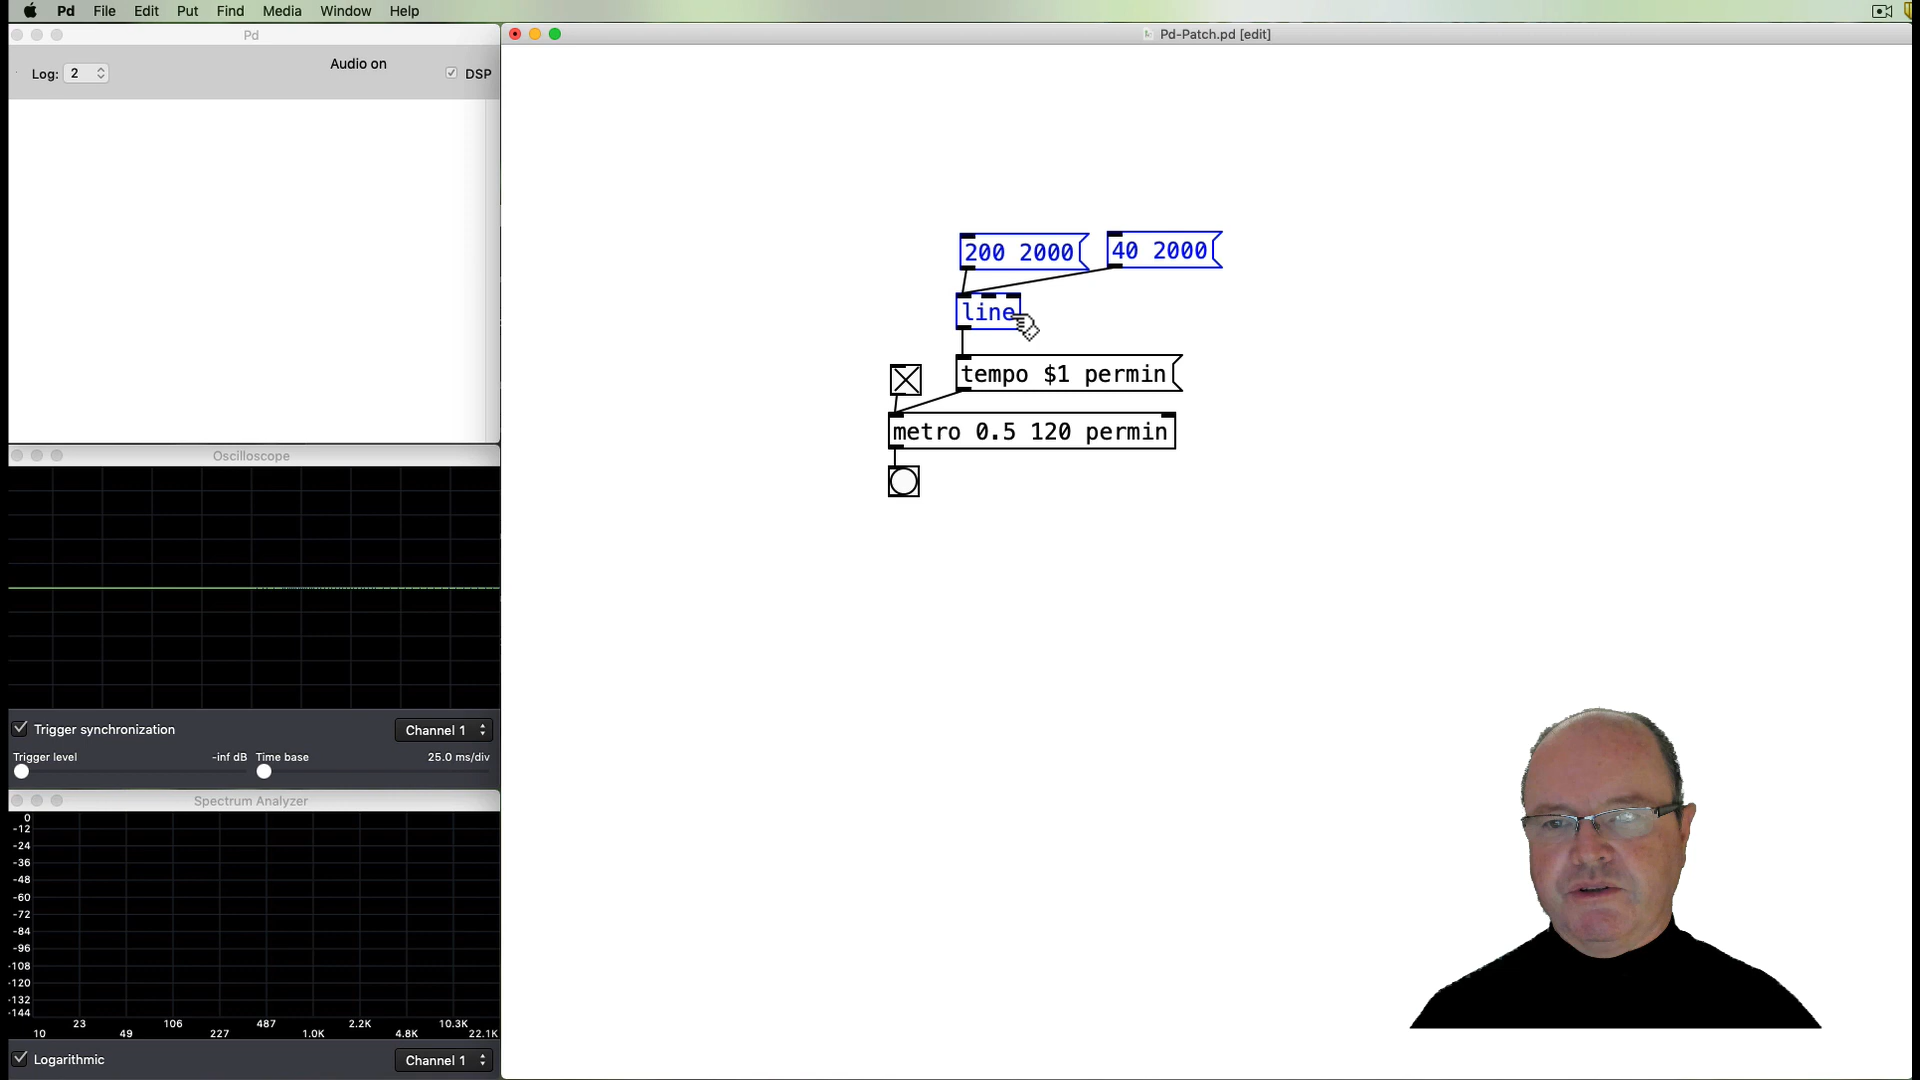 Pd File Edit Put Find Media Window Help
Pd
Log: 2
Audio on
DSP
Pd-Patch.pd [edit]
200 2000
40 2000
line
tempo $1 permin
metro 0.5 120 permin
Oscilloscope
Trigger synchronization
Channel 1
Trigger level
-inf dB
Time base
25.0 ms/div
Spectrum Analyzer
0
-12
-24
-36
-48
-60
-72
-84
-96
-108
-120
-132
-144
23 106 487 2.2K 10.3K
10 49 227 1.0K 4.8K 22.1K
Logarithmic
Channel 1